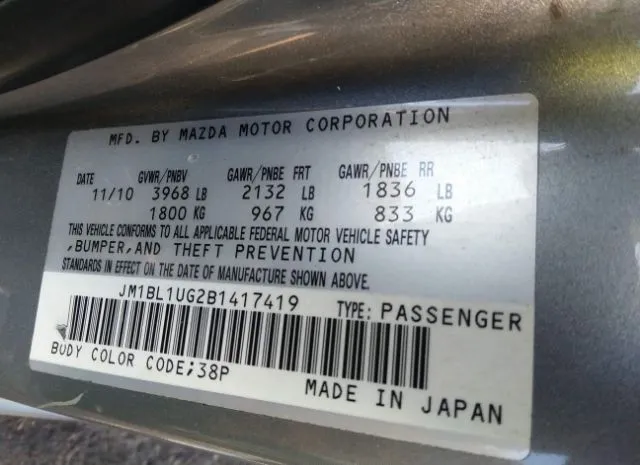 MFD. BY MAZDA MOTOR CORPORATION
DATE GVWR/PNBV GAWR/PNBE FRT GAWR/PNBE RR
11/10 3968 LB 2132 LB 1836 LB
1800 KG 967 KG 833 KG
THIS VEHICLE CONFORMS TO ALL APPLICABLE FEDERAL MOTOR VEHICLE SAFETY
,BUMPER,AND THEFT PREVENTION
STANDARDS IN EFFECT ON THE DATE OF MANUFACTURE SHOWN ABOVE.
JM1BL1UG2B1417419 TYPE: PASSENGER
BODY COLOR CODE;38P
MADE IN JAPAN